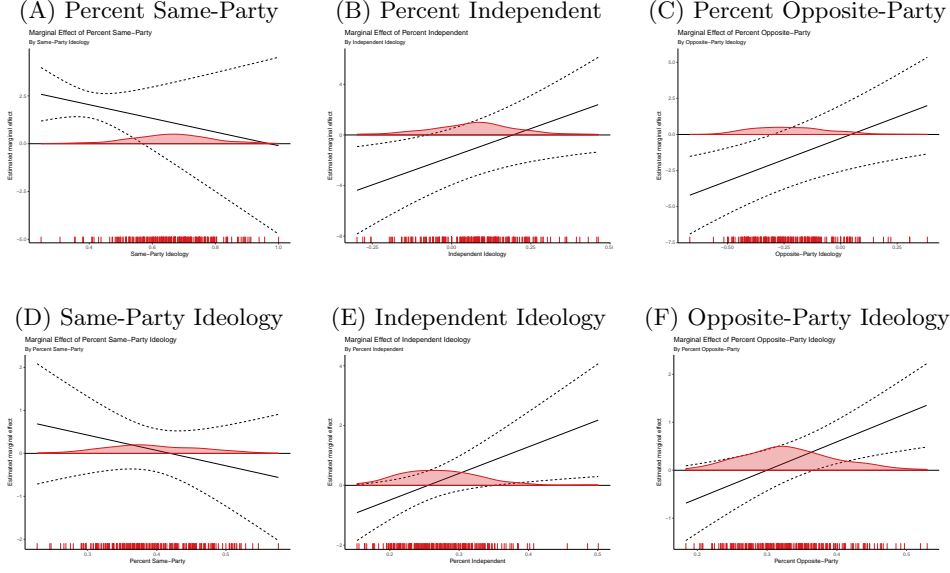 (A) Percent Same-Party
Marginal Effect of Percent Same−Party
By Same−Party Ideology
Estimated marginal effect
2.5
0.0
−2.5
−5.0
0.4
0.6
0.8
1.0
Same−Party Ideology
(B) Percent Independent
Marginal Effect of Percent Independent
By Independent Ideology
Estimated marginal effect
4
0
−4
−8
−0.25
0.00
0.25
0.50
Independent Ideology
(C) Percent Opposite-Party
Marginal Effect of Percent Opposite−Party
By Opposite−Party Ideology
Estimated marginal effect
5.0
2.5
0.0
−2.5
−5.0
−7.5
−0.50
−0.25
0.00
0.25
Opposite−Party Ideology
(D) Same-Party Ideology
Marginal Effect of Percent Same−Party Ideology
By Percent Same−Party
Estimated marginal effect
2
1
0
−1
−2
0.3
0.4
0.5
Percent Same−Party
(E) Independent Ideology
Marginal Effect of Independent Ideology
By Percent Independent
Estimated marginal effect
4
2
0
−2
0.2
0.3
0.4
0.5
Percent Independent
(F) Opposite-Party Ideology
Marginal Effect of Percent Opposite−Party Ideology
By Percent Opposite−Party
Estimated marginal effect
2
1
0
−1
0.2
0.3
0.4
0.5
Percent Opposite−Party